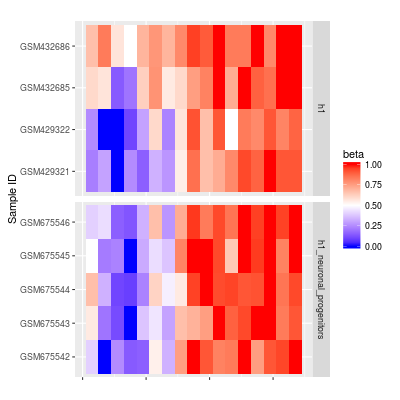 GSM432686
GSM432685
GSM429322
GSM429321
h1
GSM675546
GSM675545
GSM675544
GSM675543
GSM675542
h1_neuronal_progenitors
Sample ID
beta
1.00
0.75
0.50
0.25
0.00